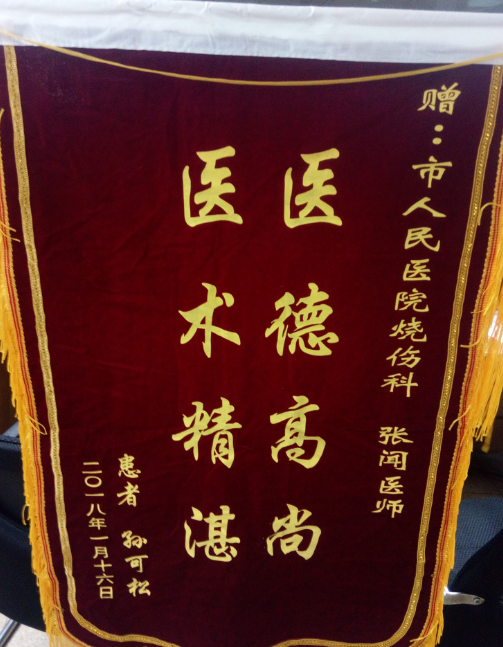 赠：市人民医院烧伤科 张闻医师
医德高尚
医术精湛
患者 孙可松
二〇一八年一月十六日